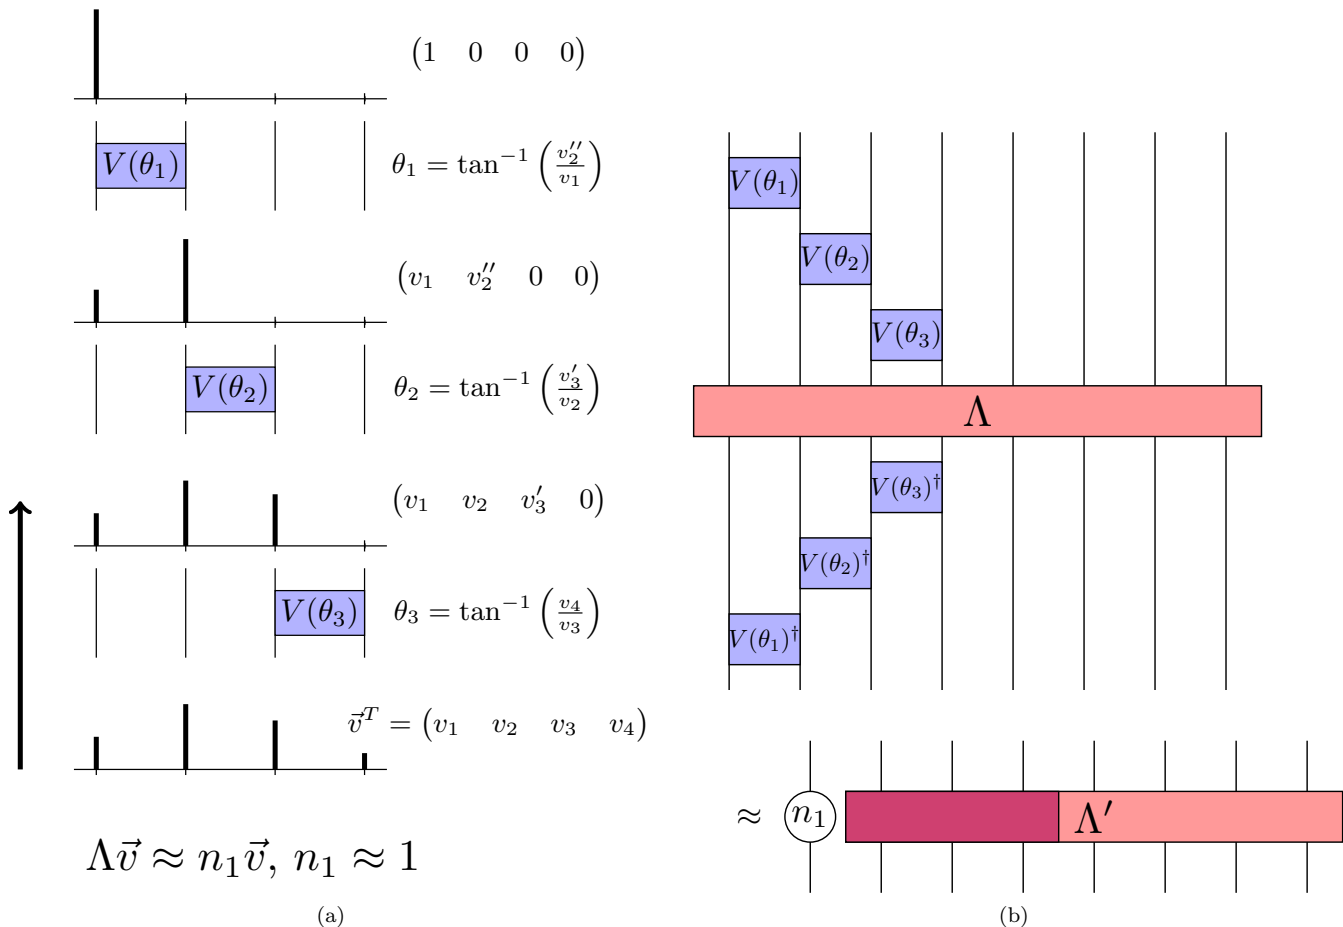 (1 0 0 0)
V(θ₁)
θ₁ = tan⁻¹ (v₂″/v₁)
(v₁ v₂″ 0 0)
V(θ₂)
θ₂ = tan⁻¹ (v₃′/v₂)
(v₁ v₂ v₃′ 0)
V(θ₃)
θ₃ = tan⁻¹ (v₄/v₃)
v⃗ᵀ = (v₁ v₂ v₃ v₄)
Λv⃗ ≈ n₁v⃗, n₁ ≈ 1
(a)
V(θ₁)
V(θ₂)
V(θ₃)
Λ
V(θ₃)†
V(θ₂)†
V(θ₁)†
≈ n₁ Λ′
(b)